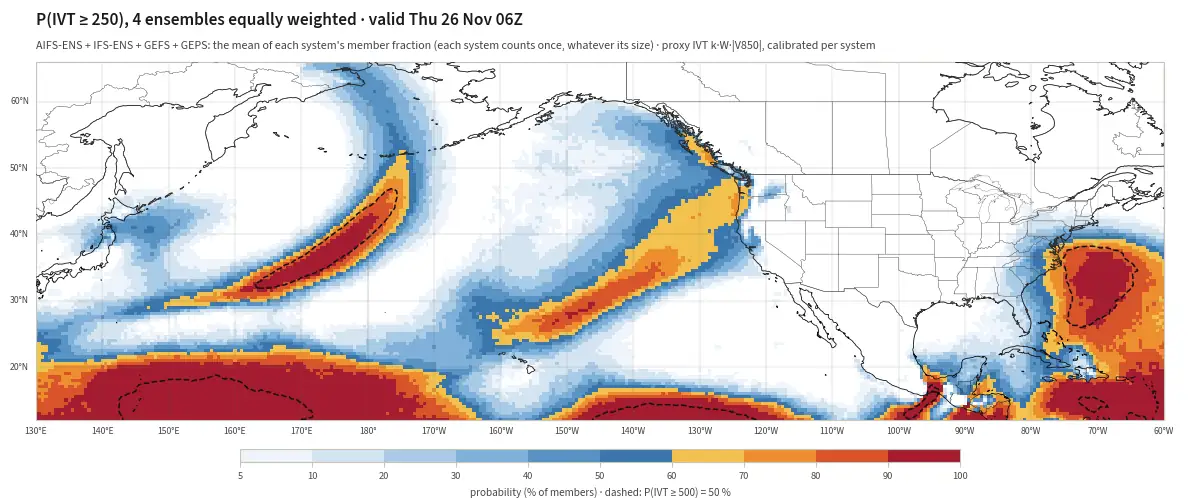 P(IVT ≥ 250), 4 ensembles equally weighted · valid Thu 26 Nov 06Z
AIFS-ENS + IFS-ENS + GEFS + GEPS: the mean of each system's member fraction (each system counts once, whatever its size) · proxy IVT k·W·|V850|, calibrated per system
60°N
50°N
40°N
30°N
20°N
130°E 140°E 150°E 160°E 170°E 180° 170°W 160°W 150°W 140°W 130°W 120°W 110°W 100°W 90°W 80°W 70°W 60°W
5 10 20 30 40 50 60 70 80 90 100
probability (% of members) · dashed: P(IVT ≥ 500) = 50 %